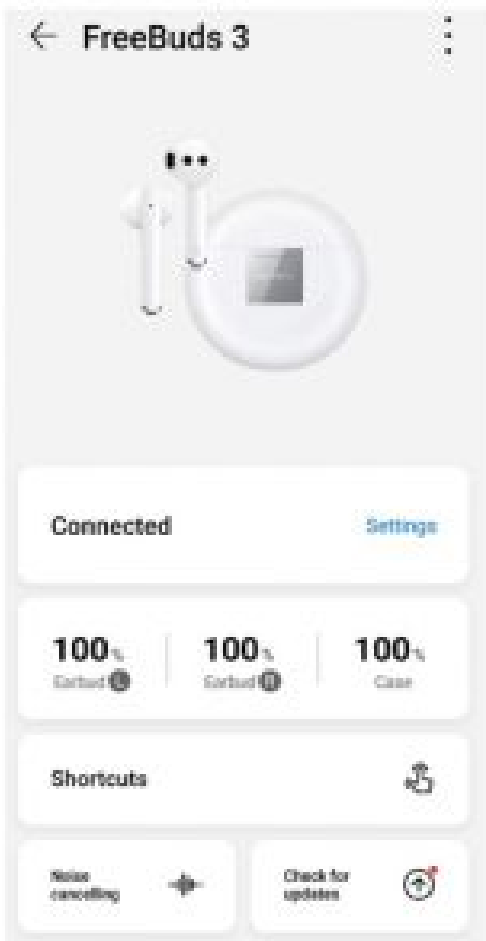 FreeBuds 3
Connected
Settings
100%
100%
100%
Earbud L
Earbud R
Case
Shortcuts
Noise
cancelling
Check for
updates